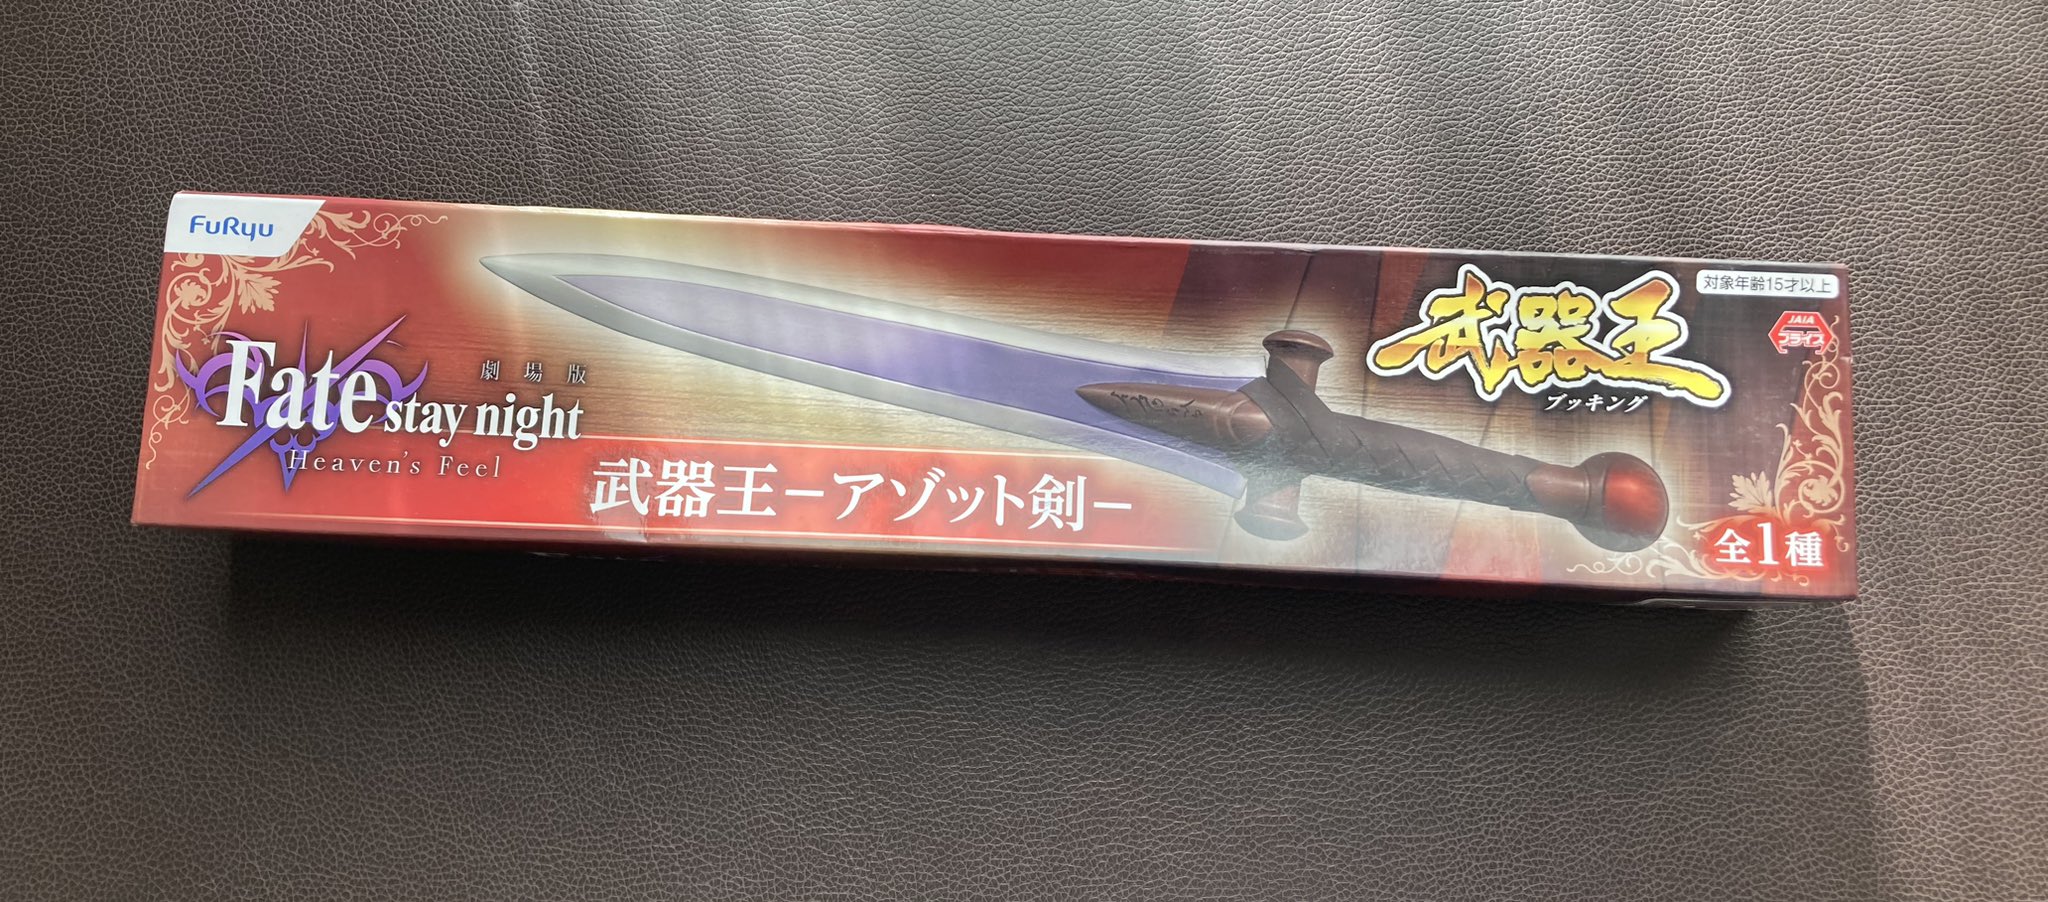 FuRyu
劇場版
Fate
stay night
Heaven's Feel
武器王－アゾット剣－
武器王
ブッキング
対象年齢15才以上
JAIA
プライズ
全1種